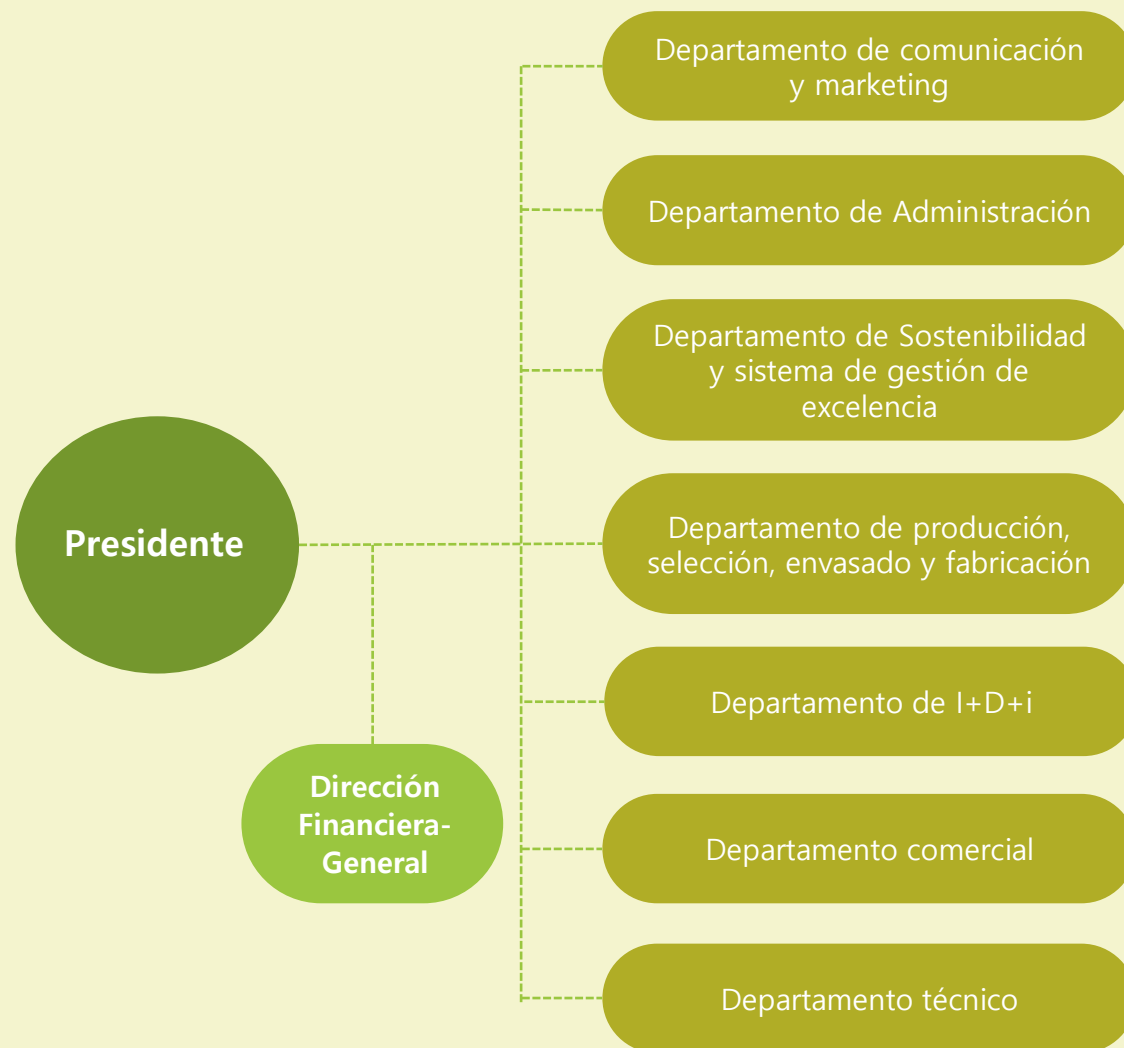 Departamento de comunicación
y marketing
Departamento de Administración
Departamento de Sostenibilidad
y sistema de gestión de
excelencia
Presidente
Departamento de producción,
selección, envasado y fabricación
Departamento de I+D+i
Dirección
Financiera-
General
Departamento comercial
Departamento técnico